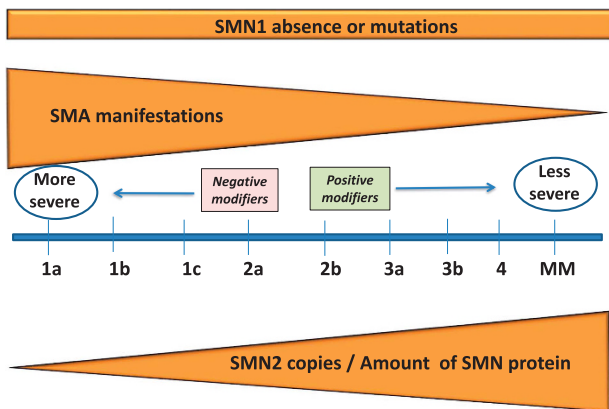 SMN1 absence or mutations
SMA manifestations
More
severe
Negative
modifiers
Positive
modifiers
Less
severe
1a 1b 1c 2a 2b 3a 3b 4 MM
SMN2 copies / Amount of SMN protein